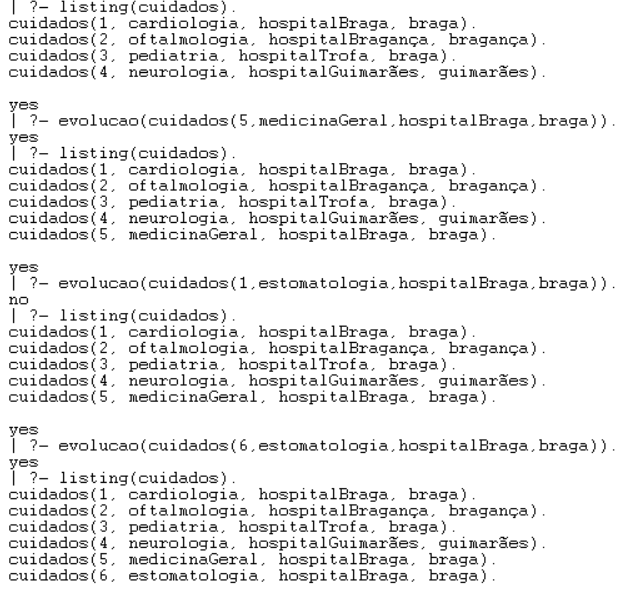 | ?- listing(cuidados).
cuidados(1, cardiologia, hospitalBraga, braga).
cuidados(2, oftalmologia, hospitalBragança, bragança).
cuidados(3, pediatria, hospitalTrofa, braga).
cuidados(4, neurologia, hospitalGuimarães, guimarães).
yes
| ?- evolucao(cuidados(5,medicinaGeral,hospitalBraga,braga)).
yes
| ?- listing(cuidados).
cuidados(1, cardiologia, hospitalBraga, braga).
cuidados(2, oftalmologia, hospitalBragança, bragança).
cuidados(3, pediatria, hospitalTrofa, braga).
cuidados(4, neurologia, hospitalGuimarães, guimarães).
cuidados(5, medicinaGeral, hospitalBraga, braga).
yes
| ?- evolucao(cuidados(1,estomatologia,hospitalBraga,braga)).
no
| ?- listing(cuidados).
cuidados(1, cardiologia, hospitalBraga, braga).
cuidados(2, oftalmologia, hospitalBragança, bragança).
cuidados(3, pediatria, hospitalTrofa, braga).
cuidados(4, neurologia, hospitalGuimarães, guimarães).
cuidados(5, medicinaGeral, hospitalBraga, braga).
yes
| ?- evolucao(cuidados(6,estomatologia,hospitalBraga,braga)).
yes
| ?- listing(cuidados).
cuidados(1, cardiologia, hospitalBraga, braga).
cuidados(2, oftalmologia, hospitalBragança, bragança).
cuidados(3, pediatria, hospitalTrofa, braga).
cuidados(4, neurologia, hospitalGuimarães, guimarães).
cuidados(5, medicinaGeral, hospitalBraga, braga).
cuidados(6, estomatologia, hospitalBraga, braga).